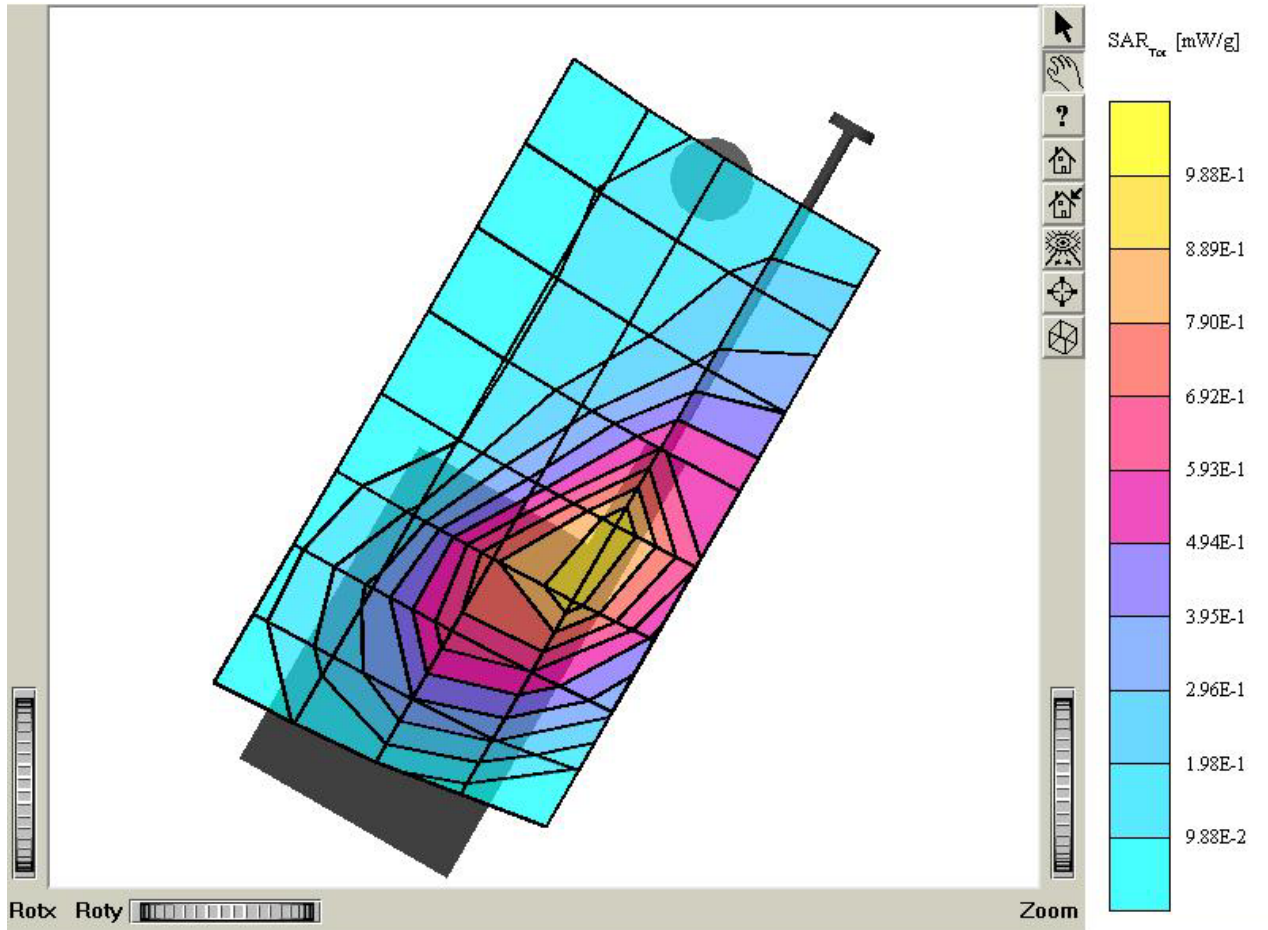 SAR_Tot [mW/g]
?
9.88E-1
8.89E-1
7.90E-1
6.92E-1
5.93E-1
4.94E-1
3.95E-1
2.96E-1
1.98E-1
9.88E-2
Rotx Roty Zoom